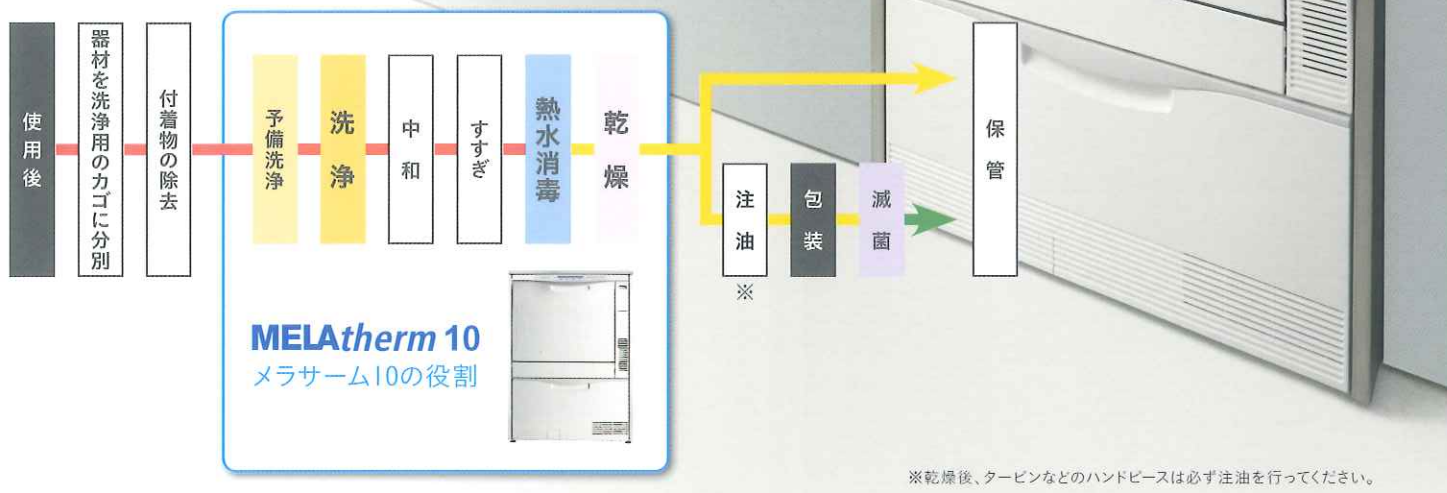 使用後
器材を洗浄用のカゴに分別
付着物の除去
予備洗浄
洗浄
中和
すすぎ
熱水消毒
乾燥
注油
※
包装
滅菌
保管
MELAtherm 10
メラサーム10の役割
※乾燥後、タービンなどのハンドピースは必ず注油を行ってください。